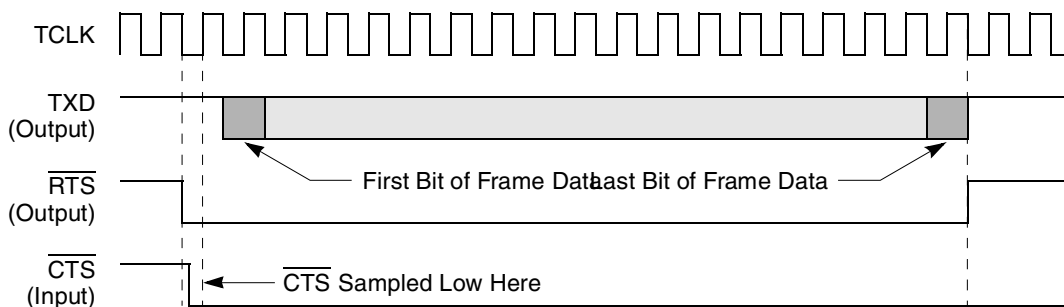 TCLK
TXD
(Output)
First Bit of Frame Data
Last Bit of Frame Data
RTS
(Output)
CTS
(Input)
CTS Sampled Low Here